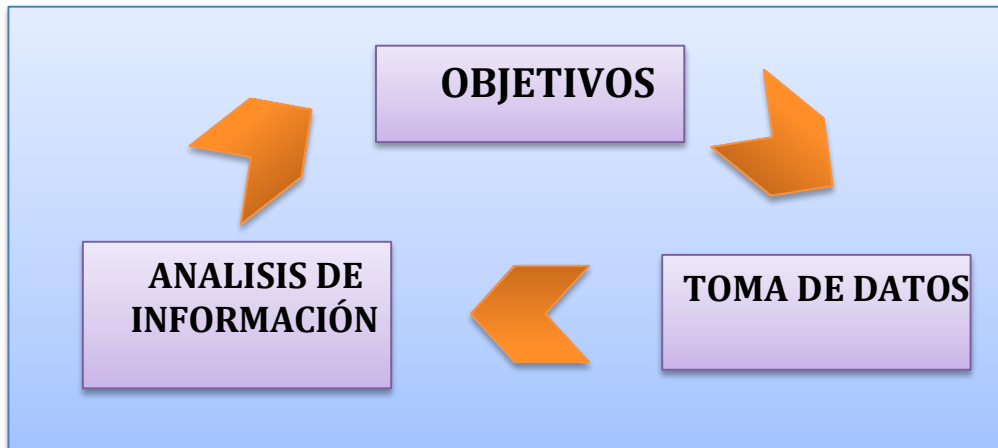 OBJETIVOS
TOMA DE DATOS
ANALISIS DE
INFORMACIÓN